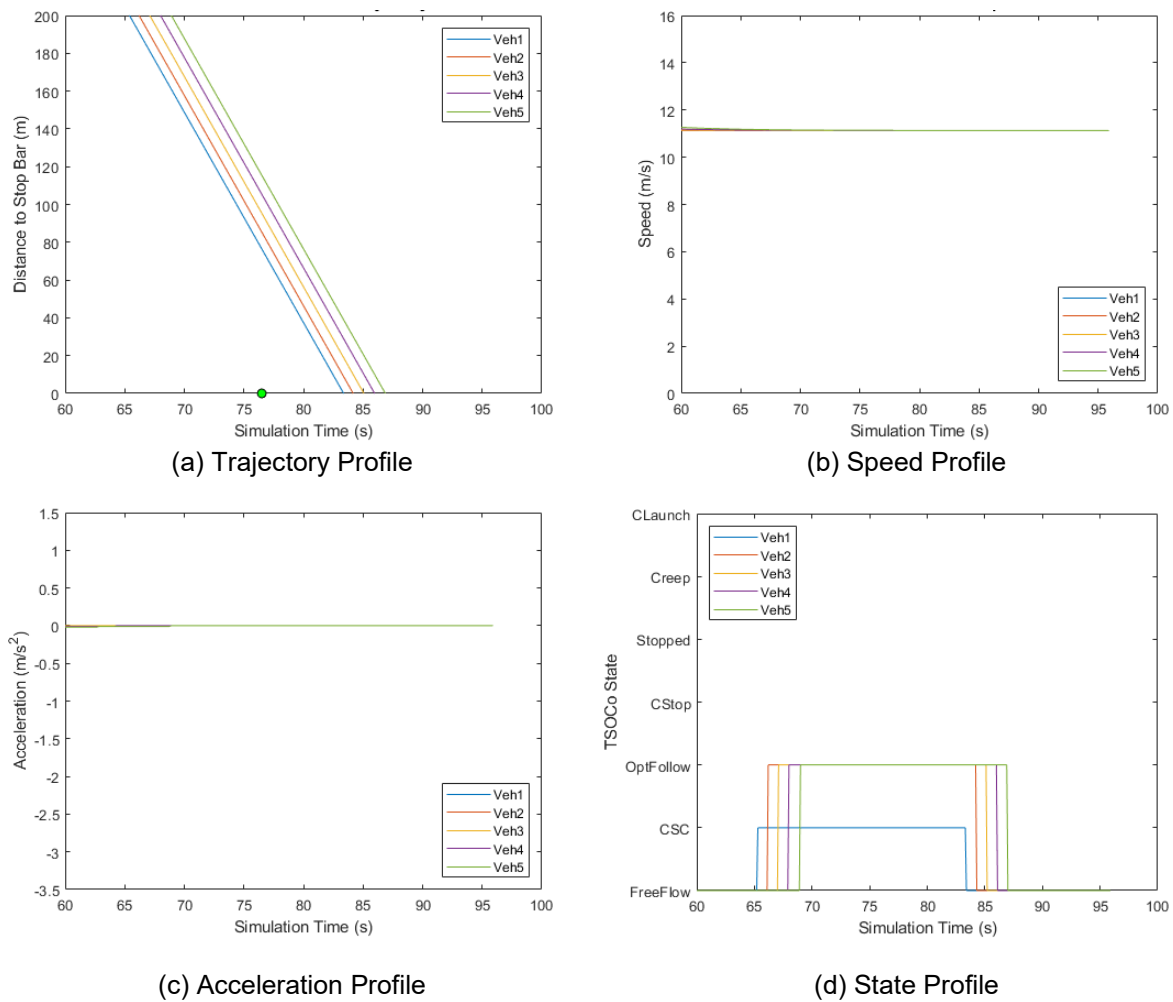 200
180
160
140
120
100
80
60
40
20
0
Distance to Stop Bar (m)
Veh1
Veh2
Veh3
Veh4
Veh5
60 65 70 75 80 85 90 95 100
Simulation Time (s)
(a) Trajectory Profile
16
14
12
10
8
6
4
2
0
Speed (m/s)
Veh1
Veh2
Veh3
Veh4
Veh5
60 65 70 75 80 85 90 95 100
Simulation Time (s)
(b) Speed Profile
1.5
1
0.5
0
-0.5
-1
-1.5
-2
-2.5
-3
-3.5
Acceleration (m/s²)
Veh1
Veh2
Veh3
Veh4
Veh5
60 65 70 75 80 85 90 95 100
Simulation Time (s)
(c) Acceleration Profile
CLaunch
Creep
Stopped
CStop
OptFollow
CSC
FreeFlow
TSOCo State
Veh1
Veh2
Veh3
Veh4
Veh5
60 65 70 75 80 85 90 95 100
Simulation Time (s)
(d) State Profile